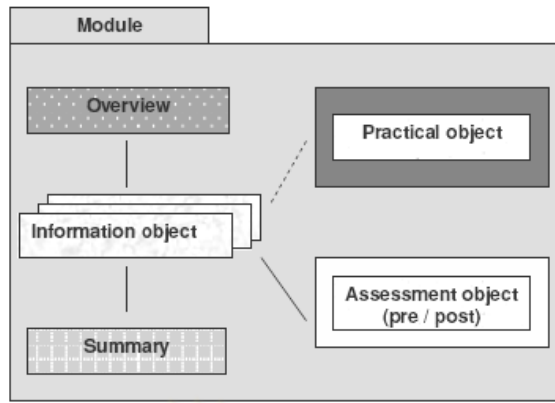 Module
Overview
Practical object
Information object
Assessment object
(pre / post)
Summary